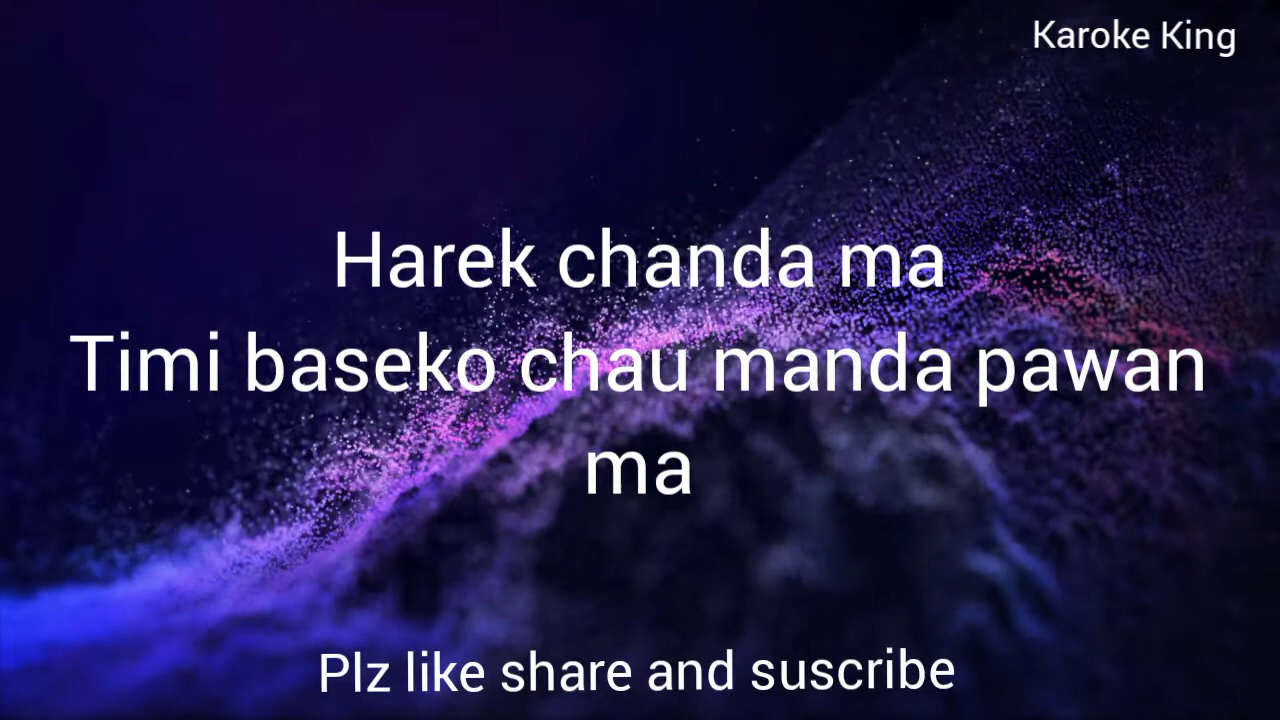 Karoke King
Harek chanda ma
Timi baseko chau manda pawan
ma
Plz like share and suscribe